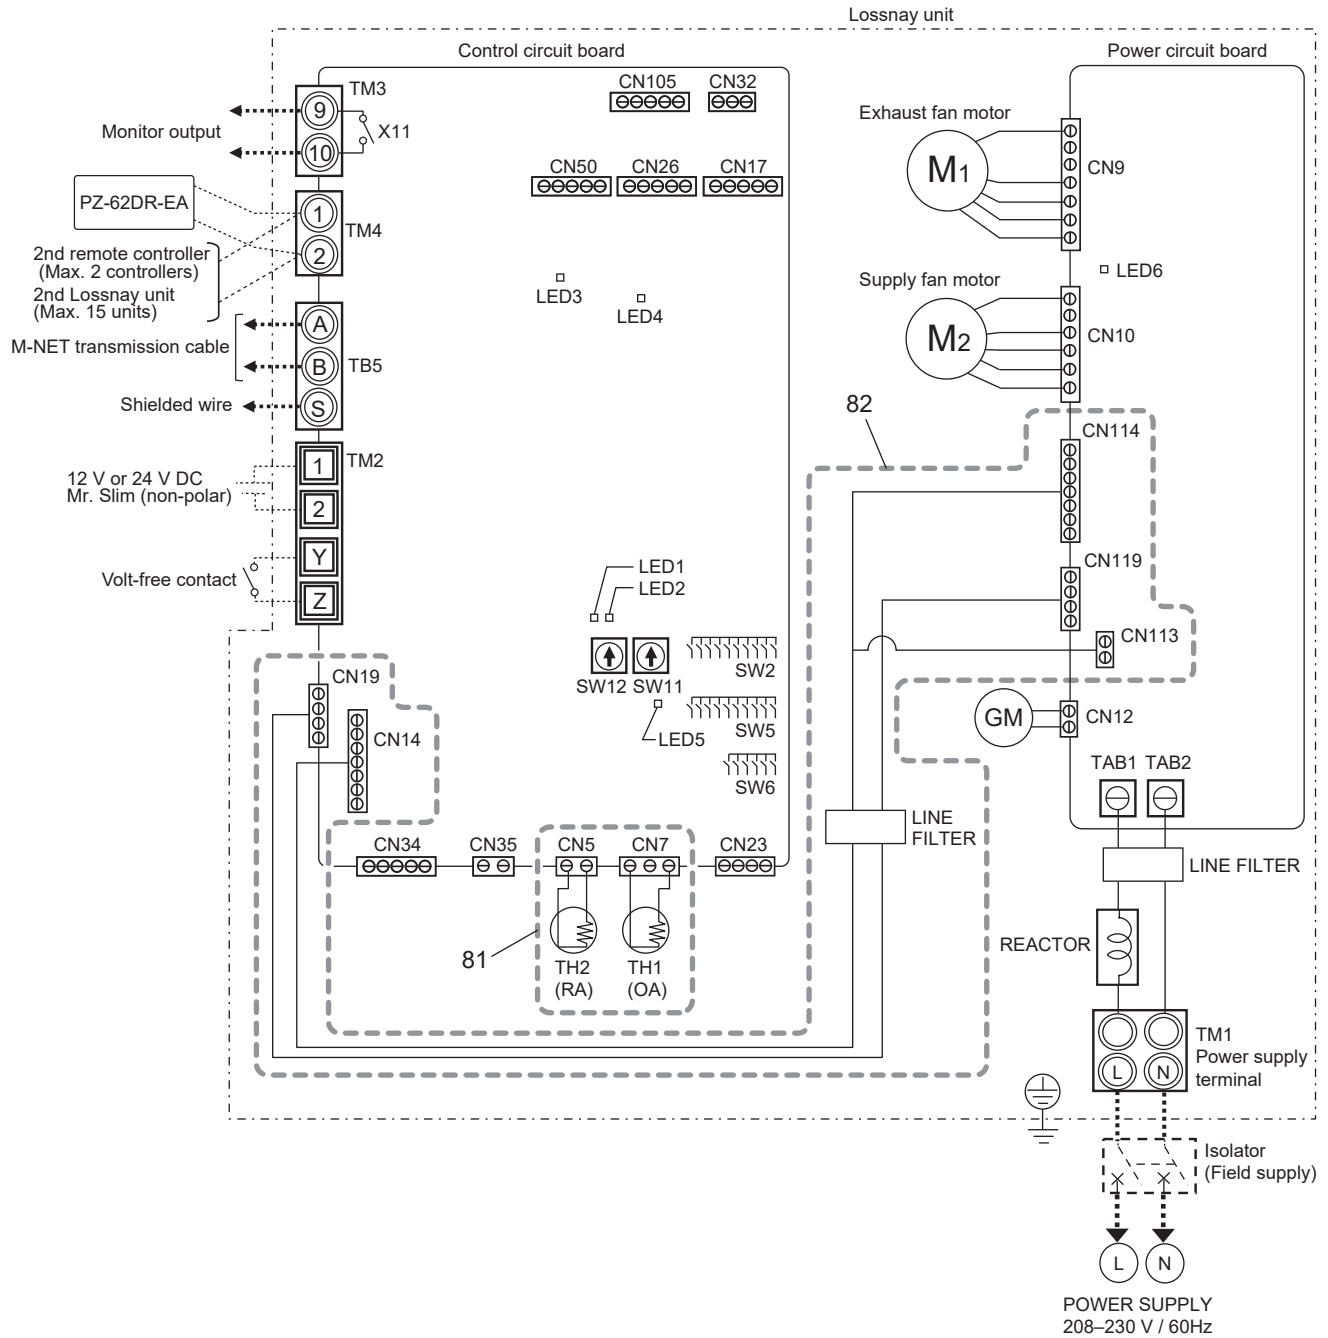 Lossnay unit
Control circuit board
Power circuit board
TM3
9
10
X11
Monitor output
CN105
CN32
CN50
CN26
CN17
Exhaust fan motor
M1
CN9
PZ-62DR-EA
1
2
TM4
2nd remote controller
(Max. 2 controllers)
2nd Lossnay unit
(Max. 15 units)
LED3
LED4
LED6
Supply fan motor
M2
CN10
M-NET transmission cable
A
B
S
TB5
Shielded wire
82
CN114
TM2
1
2
Y
Z
12 V or 24 V DC
Mr. Slim (non-polar)
Volt-free contact
LED1
LED2
CN119
CN113
SW12
SW11
SW2
LED5
SW5
SW6
CN19
CN14
GM
CN12
TAB1
TAB2
LINE
FILTER
CN34
CN35
CN5
CN7
CN23
LINE FILTER
81
TH2
(RA)
TH1
(OA)
REACTOR
TM1
Power supply
terminal
L
N
Isolator
(Field supply)
L
N
POWER SUPPLY
208–230 V / 60Hz